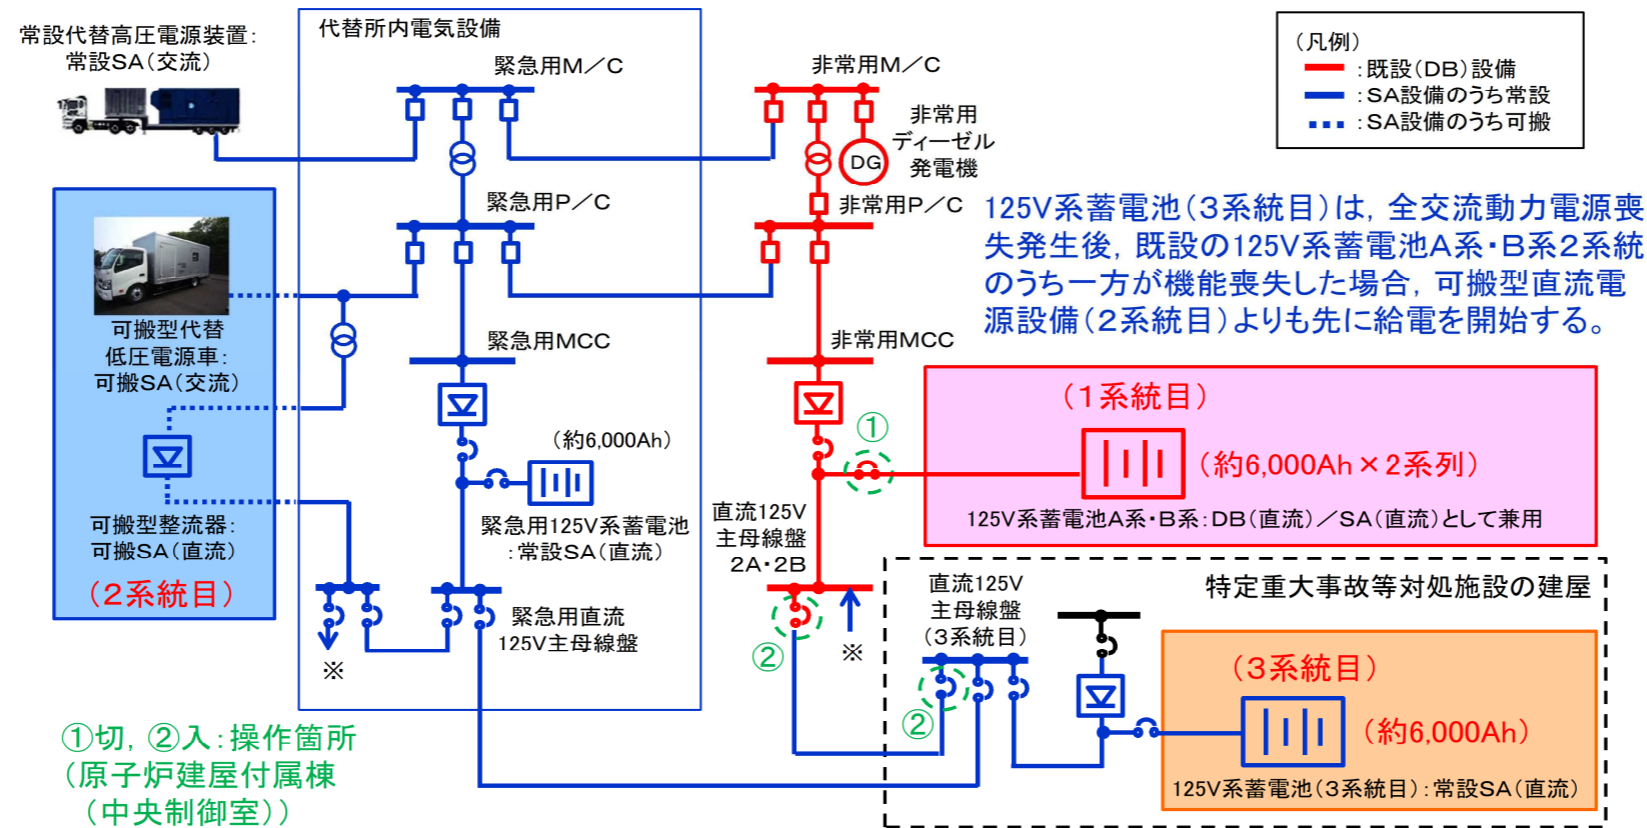 常設代替高圧電源装置：
常設SA（交流）
代替所内電気設備
緊急用M／C
非常用M／C
非常用
ディーゼル
発電機
DG
（凡例）
：既設（DB）設備
：SA設備のうち常設
：SA設備のうち可搬
緊急用P／C
非常用P／C
125V系蓄電池（3系統目）は，全交流動力電源喪
失発生後，既設の125V系蓄電池A系・B系2系統
のうち一方が機能喪失した場合，可搬型直流電
源設備（2系統目）よりも先に給電を開始する。
可搬型代替
低圧電源車：
可搬SA（交流）
緊急用MCC
非常用MCC
（1系統目）
①
（約6,000Ah）
（約6,000Ah×2系列）
125V系蓄電池A系・B系：DB（直流）／SA（直流）として兼用
可搬型整流器：
可搬SA（直流）
（2系統目）
緊急用125V系蓄電池
：常設SA（直流）
直流125V
主母線盤
2A・2B
緊急用直流
125V主母線盤
※
②
※
直流125V
主母線盤
（3系統目）
特定重大事故等対処施設の建屋
②
（3系統目）
（約6,000Ah）
125V系蓄電池（3系統目）：常設SA（直流）
①切，②入：操作箇所
（原子炉建屋付属棟
（中央制御室））